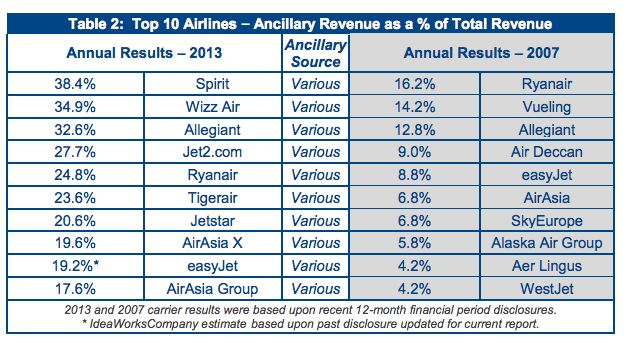 Table 2: Top 10 Airlines – Ancillary Revenue as a % of Total Revenue
Annual Results – 2013 Ancillary Source Annual Results – 2007
38.4% Spirit Various 16.2% Ryanair
34.9% Wizz Air Various 14.2% Vueling
32.6% Allegiant Various 12.8% Allegiant
27.7% Jet2.com Various 9.0% Air Deccan
24.8% Ryanair Various 8.8% easyJet
23.6% Tigerair Various 6.8% AirAsia
20.6% Jetstar Various 6.8% SkyEurope
19.6% AirAsia X Various 5.8% Alaska Air Group
19.2%* easyJet Various 4.2% Aer Lingus
17.6% AirAsia Group Various 4.2% WestJet
2013 and 2007 carrier results were based upon recent 12-month financial period disclosures.
* IdeaWorksCompany estimate based upon past disclosure updated for current report.